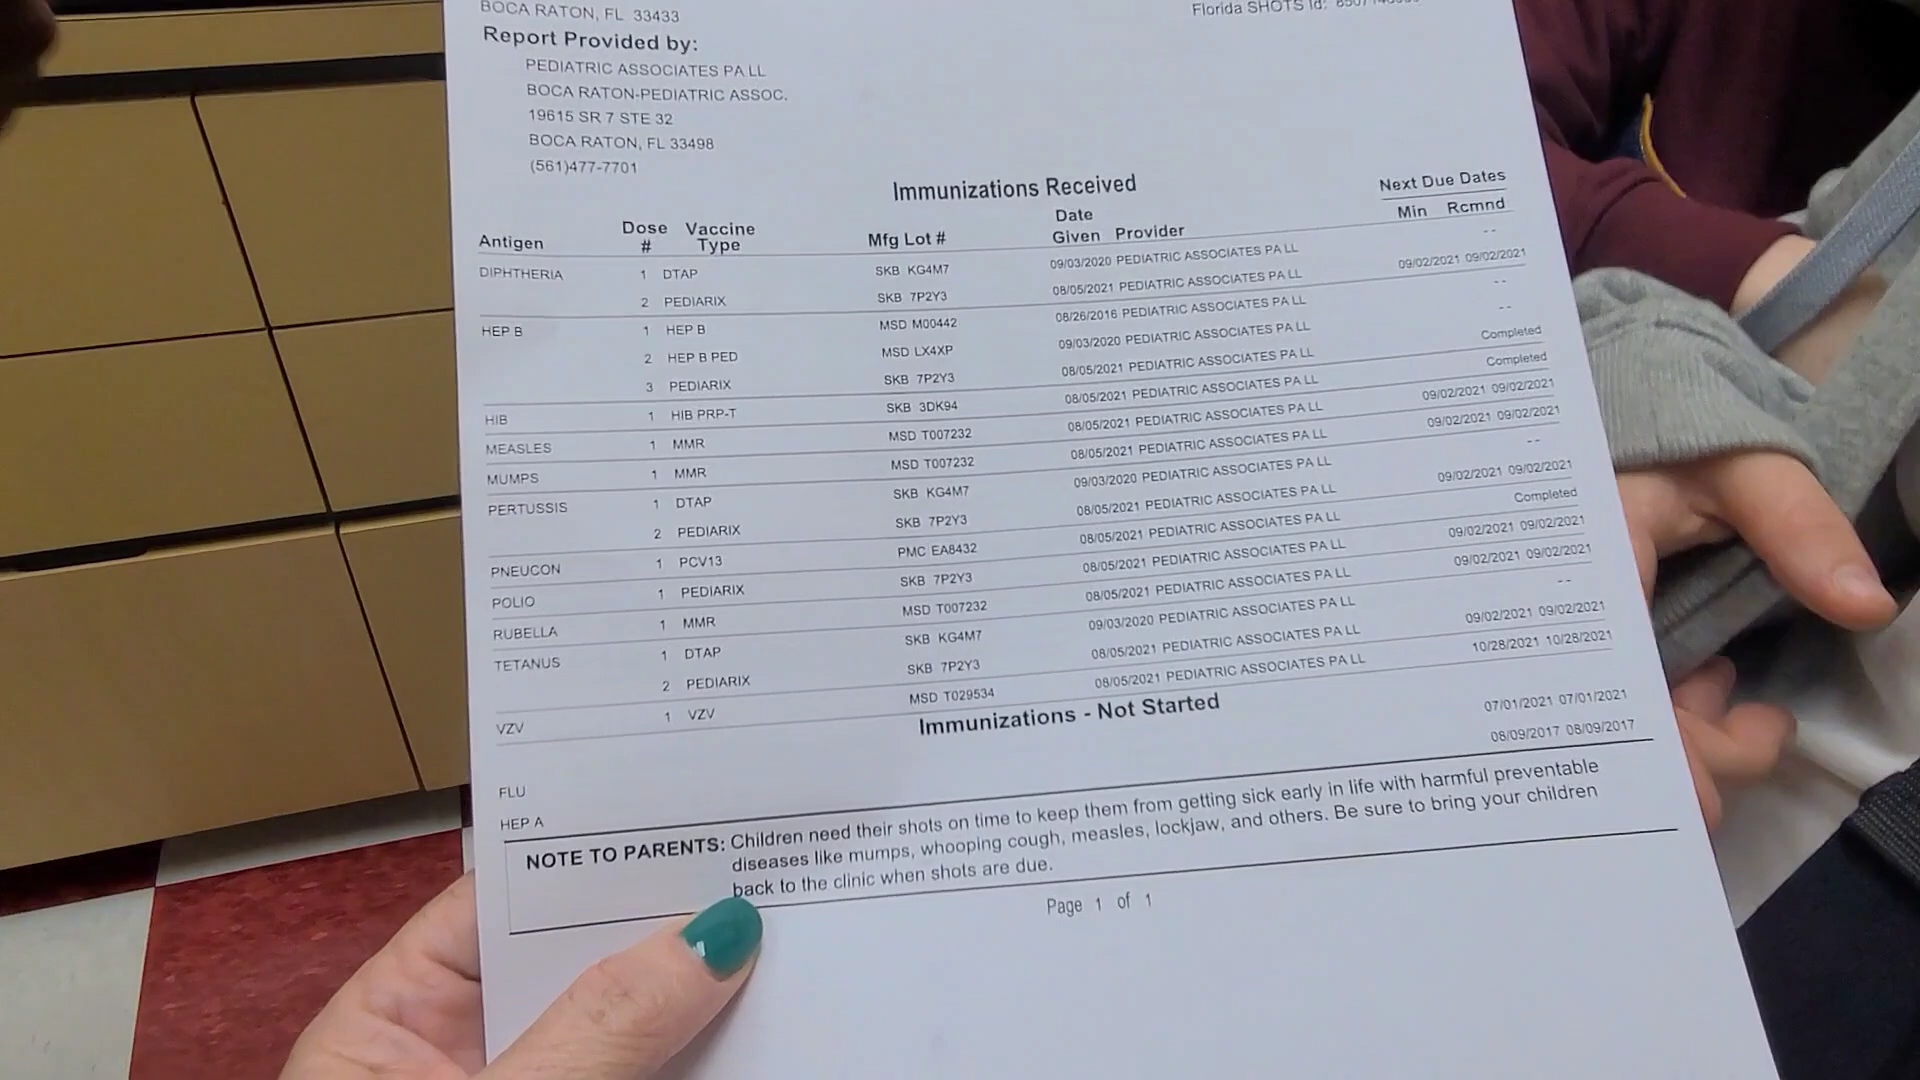 BOCA RATON, FL 33433
Florida SHOTS Id:
Report Provided by:
PEDIATRIC ASSOCIATES PA LL
BOCA RATON-PEDIATRIC ASSOC.
19615 SR 7 STE 32
BOCA RATON, FL 33498
(561)477-7701
Immunizations Received
Next Due Dates
Antigen Dose # Vaccine Type Mfg Lot # Date Given Provider Min Rcmnd
DIPHTHERIA 1 DTAP SKB KG4M7 09/03/2020 PEDIATRIC ASSOCIATES PA LL --
2 PEDIARIX SKB 7P2Y3 08/05/2021 PEDIATRIC ASSOCIATES PA LL 09/02/2021 09/02/2021
HEP B 1 HEP B MSD M00442 08/26/2016 PEDIATRIC ASSOCIATES PA LL --
2 HEP B PED MSD LX4XP 09/03/2020 PEDIATRIC ASSOCIATES PA LL --
3 PEDIARIX SKB 7P2Y3 08/05/2021 PEDIATRIC ASSOCIATES PA LL Completed
HIB 1 HIB PRP-T SKB 3DK94 08/05/2021 PEDIATRIC ASSOCIATES PA LL Completed
MEASLES 1 MMR MSD T007232 08/05/2021 PEDIATRIC ASSOCIATES PA LL 09/02/2021 09/02/2021
MUMPS 1 MMR MSD T007232 08/05/2021 PEDIATRIC ASSOCIATES PA LL 09/02/2021 09/02/2021
PERTUSSIS 1 DTAP SKB KG4M7 09/03/2020 PEDIATRIC ASSOCIATES PA LL --
2 PEDIARIX SKB 7P2Y3 08/05/2021 PEDIATRIC ASSOCIATES PA LL 09/02/2021 09/02/2021
PNEUCON 1 PCV13 PMC EA8432 08/05/2021 PEDIATRIC ASSOCIATES PA LL Completed
POLIO 1 PEDIARIX SKB 7P2Y3 08/05/2021 PEDIATRIC ASSOCIATES PA LL 09/02/2021 09/02/2021
RUBELLA 1 MMR MSD T007232 08/05/2021 PEDIATRIC ASSOCIATES PA LL 09/02/2021 09/02/2021
TETANUS 1 DTAP SKB KG4M7 09/03/2020 PEDIATRIC ASSOCIATES PA LL --
2 PEDIARIX SKB 7P2Y3 08/05/2021 PEDIATRIC ASSOCIATES PA LL 09/02/2021 09/02/2021
VZV 1 VZV MSD T029534 08/05/2021 PEDIATRIC ASSOCIATES PA LL 10/28/2021 10/28/2021
Immunizations - Not Started
FLU 07/01/2021 07/01/2021
HEP A 08/09/2017 08/09/2017
NOTE TO PARENTS: Children need their shots on time to keep them from getting sick early in life with harmful preventable
diseases like mumps, whooping cough, measles, lockjaw, and others. Be sure to bring your children
back to the clinic when shots are due.
Page 1 of 1